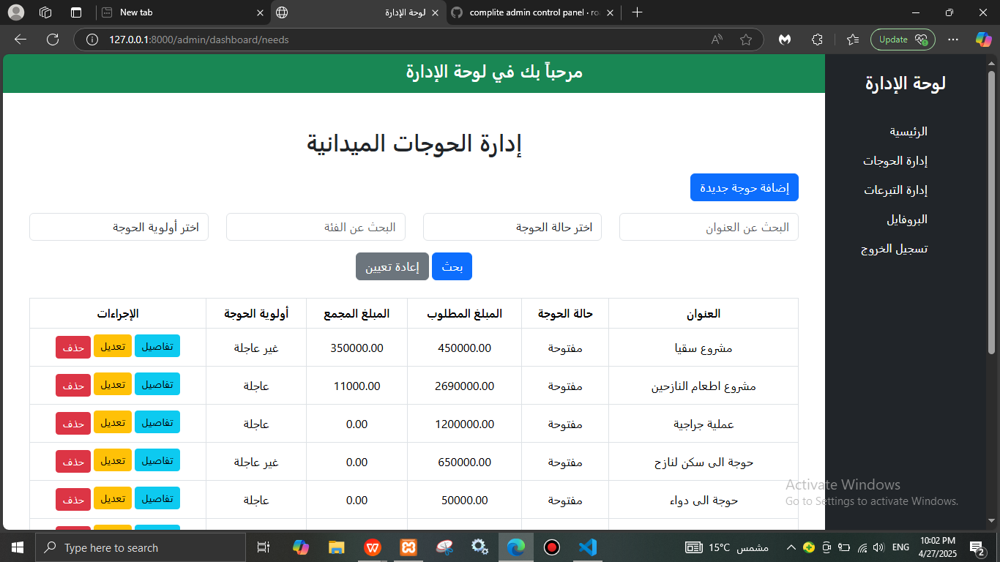 New tab
لوحة الإدارة
complite admin control panel · ro
127.0.0.1:8000/admin/dashboard/needs
Update
مرحباً بك في لوحة الإدارة
لوحة الإدارة
الرئيسية
إدارة الحوجات
إدارة التبرعات
البروفايل
تسجيل الخروج
إدارة الحوجات الميدانية
إضافة حوجة جديدة
البحث عن العنوان اختر حالة الحوجة البحث عن الفئة اختر أولوية الحوجة
بحث إعادة تعيين
العنوان حالة الحوجة المبلغ المطلوب المبلغ المجمع أولوية الحوجة الإجراءات
مشروع سقيا مفتوحة 450000.00 350000.00 غير عاجلة تفاصيل تعديل حذف
مشروع اطعام النازحين مفتوحة 2690000.00 11000.00 عاجلة تفاصيل تعديل حذف
عملية جراجية مفتوحة 1200000.00 0.00 عاجلة تفاصيل تعديل حذف
حوجة الى سكن لنازح مفتوحة 650000.00 0.00 غير عاجلة تفاصيل تعديل حذف
حوجة الى دواء مفتوحة 50000.00 0.00 عاجلة تفاصيل تعديل حذف
Activate Windows
Go to Settings to activate Windows.
Type here to search
15°C مشمس
ENG
10:02 PM
4/27/2025
2